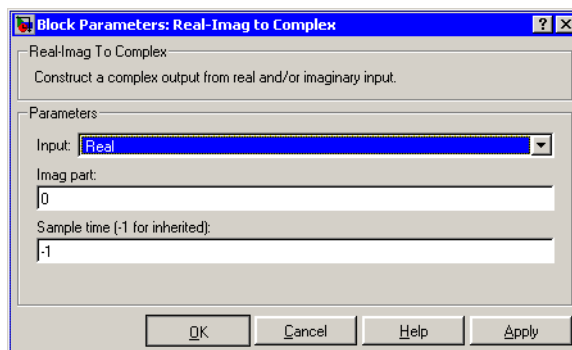 Block Parameters: Real-Imag to Complex
Real-Imag To Complex
Construct a complex output from real and/or imaginary input.
Parameters
Input: Real
Imag part:
0
Sample time (-1 for inherited):
-1
OK Cancel Help Apply